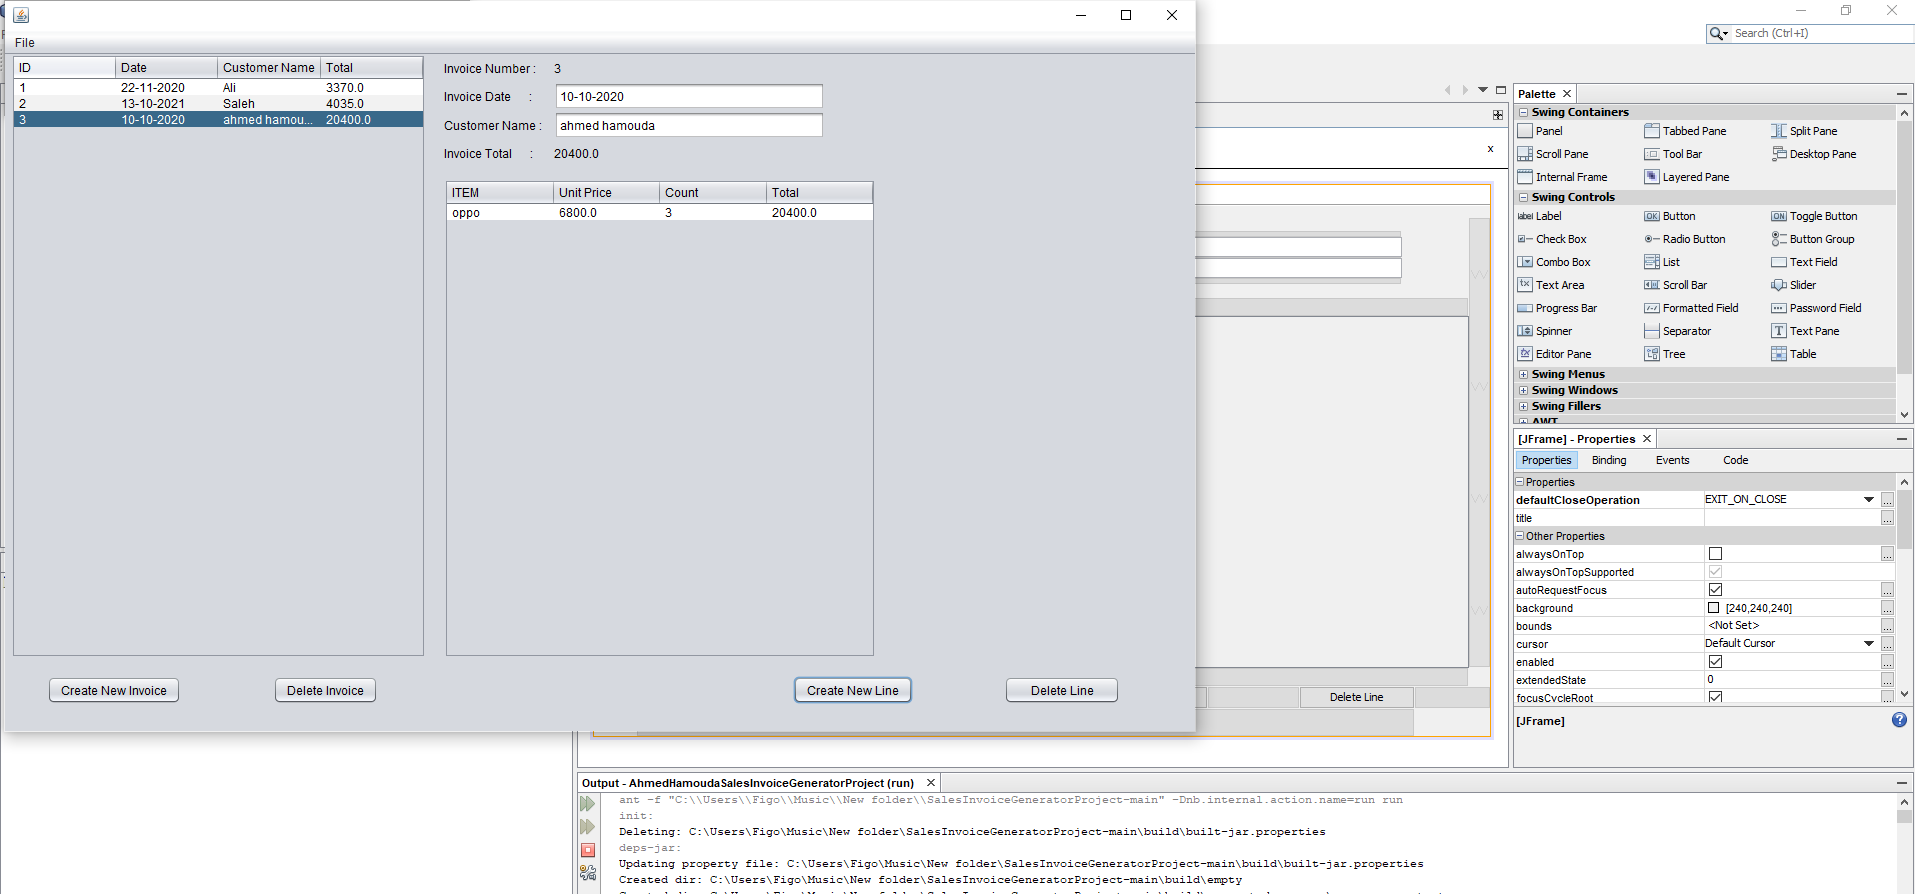 File
ID Date Customer Name Total
1 22-11-2020 Ali 3370.0
2 13-10-2021 Saleh 4035.0
3 10-10-2020 ahmed hamou... 20400.0
Invoice Number : 3
Invoice Date : 10-10-2020
Customer Name : ahmed hamouda
Invoice Total : 20400.0
ITEM Unit Price Count Total
oppo 6800.0 3 20400.0
Create New Invoice
Delete Invoice
Create New Line
Delete Line
Search (Ctrl+I)
x
Delete Line
Palette
Swing Containers
Panel Tabbed Pane Split Pane
Scroll Pane Tool Bar Desktop Pane
Internal Frame Layered Pane
Swing Controls
label Label OK Button ON Toggle Button
Check Box Radio Button Button Group
Combo Box List Text Field
Text Area Scroll Bar Slider
Progress Bar Formatted Field Password Field
Spinner Separator Text Pane
Editor Pane Tree Table
Swing Menus
Swing Windows
Swing Fillers
AWT
[JFrame] - Properties
Properties Binding Events Code
Properties
defaultCloseOperation EXIT_ON_CLOSE
title
Other Properties
alwaysOnTop
alwaysOnTopSupported
autoRequestFocus
background [240,240,240]
bounds <Not Set>
cursor Default Cursor
enabled
extendedState 0
focusCycleRoot
[JFrame]
Output - AhmedHamoudaSalesInvoiceGeneratorProject (run)
ant -f "C:\\Users\\Figo\\Music\\New folder\\SalesInvoiceGeneratorProject-main" -Dnb.internal.action.name=run run
init:
Deleting: C:\Users\Figo\Music\New folder\SalesInvoiceGeneratorProject-main\build\built-jar.properties
deps-jar:
Updating property file: C:\Users\Figo\Music\New folder\SalesInvoiceGeneratorProject-main\build\built-jar.properties
Created dir: C:\Users\Figo\Music\New folder\SalesInvoiceGeneratorProject-main\build\empty